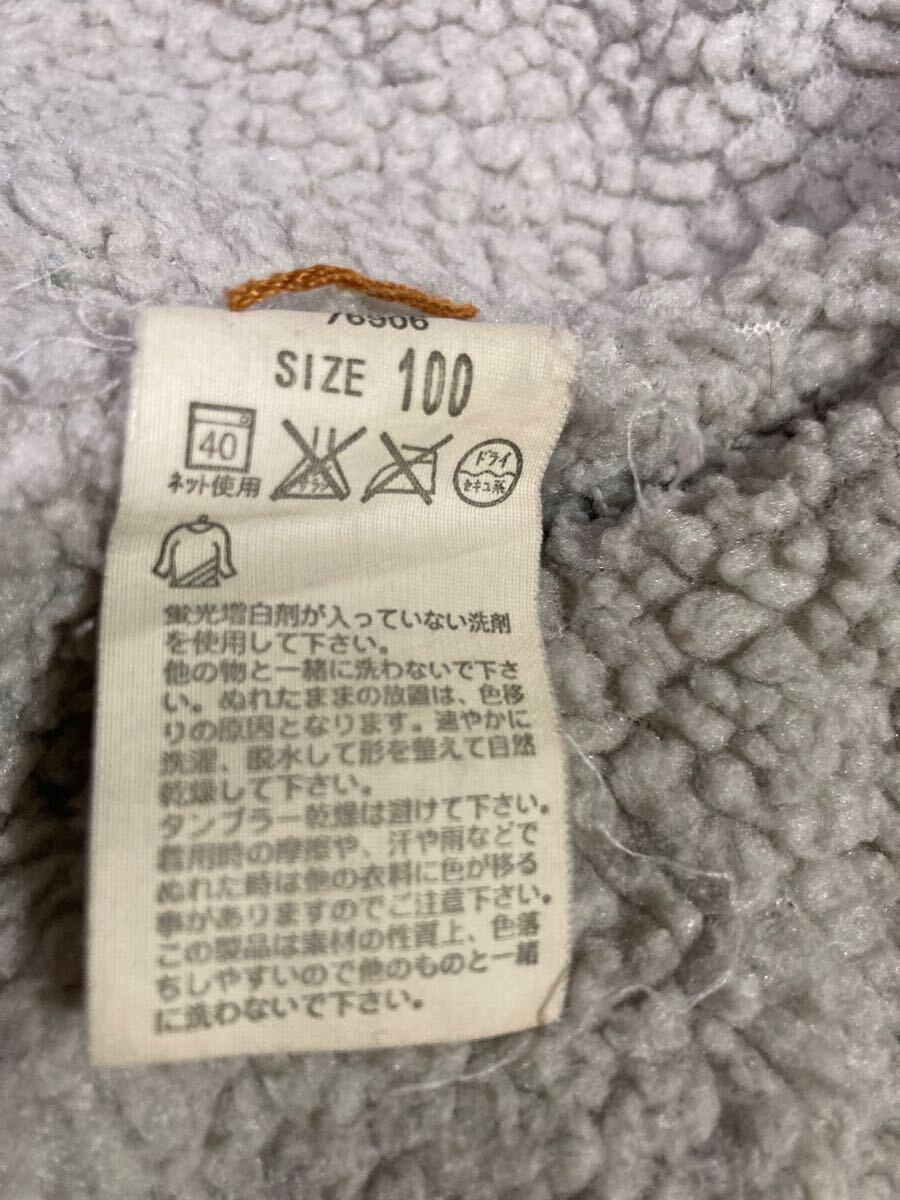 76906
SIZE 100
40
エンソサラシ
ドライ
セキユ系
ネット使用
蛍光増白剤が入っていない洗剤
を使用して下さい。
他の物と一緒に洗わないで下さ
い。ぬれたままの放置は、色移
りの原因となります。速やかに
洗濯、脱水して形を整えて自然
乾燥して下さい。
タンブラー乾燥は避けて下さい。
着用時の摩擦や、汗や雨などで
ぬれた時は他の衣料に色が移る
事がありますのでご注意下さい。
この製品は素材の性質上、色落
ちしやすいので他のものと一緒
に洗わないで下さい。